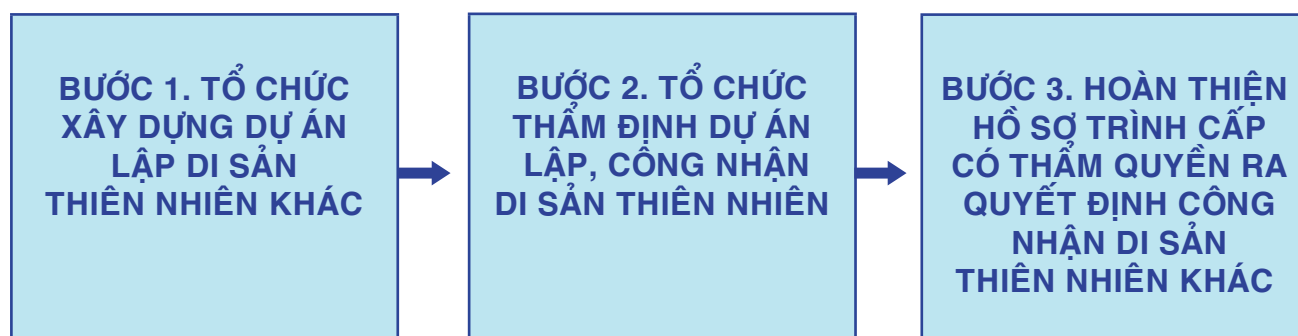 BƯỚC 1. TỔ CHỨC
XÂY DỰNG DỰ ÁN
LẬP DI SẢN
THIÊN NHIÊN KHÁC
BƯỚC 2. TỔ CHỨC
THẨM ĐỊNH DỰ ÁN
LẬP, CÔNG NHẬN
DI SẢN THIÊN NHIÊN
BƯỚC 3. HOÀN THIỆN
HỒ SƠ TRÌNH CẤP
CÓ THẨM QUYỀN RA
QUYẾT ĐỊNH CÔNG
NHẬN DI SẢN
THIÊN NHIÊN KHÁC